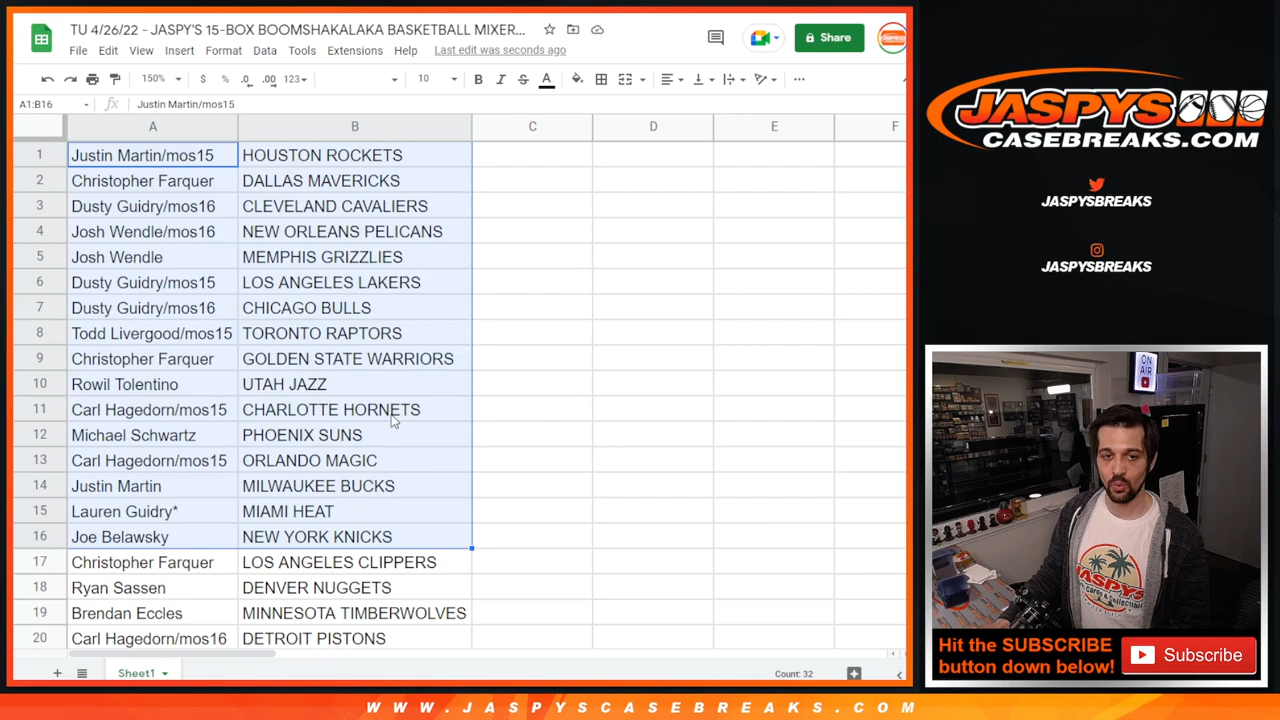 TU 4/26/22 - JASPY'S 15-BOX BOOMSHAKALAKA BASKETBALL MIXER...
File Edit View Insert Format Data Tools Extensions Help Last edit was seconds ago
Share
150% $ % .0 .00 123 10 B I S A
A1:B16 fx Justin Martin/mos15
A B C D E F
1 Justin Martin/mos15 HOUSTON ROCKETS
2 Christopher Farquer DALLAS MAVERICKS
3 Dusty Guidry/mos16 CLEVELAND CAVALIERS
4 Josh Wendle/mos16 NEW ORLEANS PELICANS
5 Josh Wendle MEMPHIS GRIZZLIES
6 Dusty Guidry/mos15 LOS ANGELES LAKERS
7 Dusty Guidry/mos16 CHICAGO BULLS
8 Todd Livergood/mos15 TORONTO RAPTORS
9 Christopher Farquer GOLDEN STATE WARRIORS
10 Rowil Tolentino UTAH JAZZ
11 Carl Hagedorn/mos15 CHARLOTTE HORNETS
12 Michael Schwartz PHOENIX SUNS
13 Carl Hagedorn/mos15 ORLANDO MAGIC
14 Justin Martin MILWAUKEE BUCKS
15 Lauren Guidry* MIAMI HEAT
16 Joe Belawsky NEW YORK KNICKS
17 Christopher Farquer LOS ANGELES CLIPPERS
18 Ryan Sassen DENVER NUGGETS
19 Brendan Eccles MINNESOTA TIMBERWOLVES
20 Carl Hagedorn/mos16 DETROIT PISTONS
Sheet1 Count: 32
JASPYS
CASEBREAKS.COM
JASPYSBREAKS
JASPYSBREAKS
ON AIR
JASPYS
Hit the SUBSCRIBE
button down below!
Subscribe
WWW.JASPYSCASEBREAKS.COM